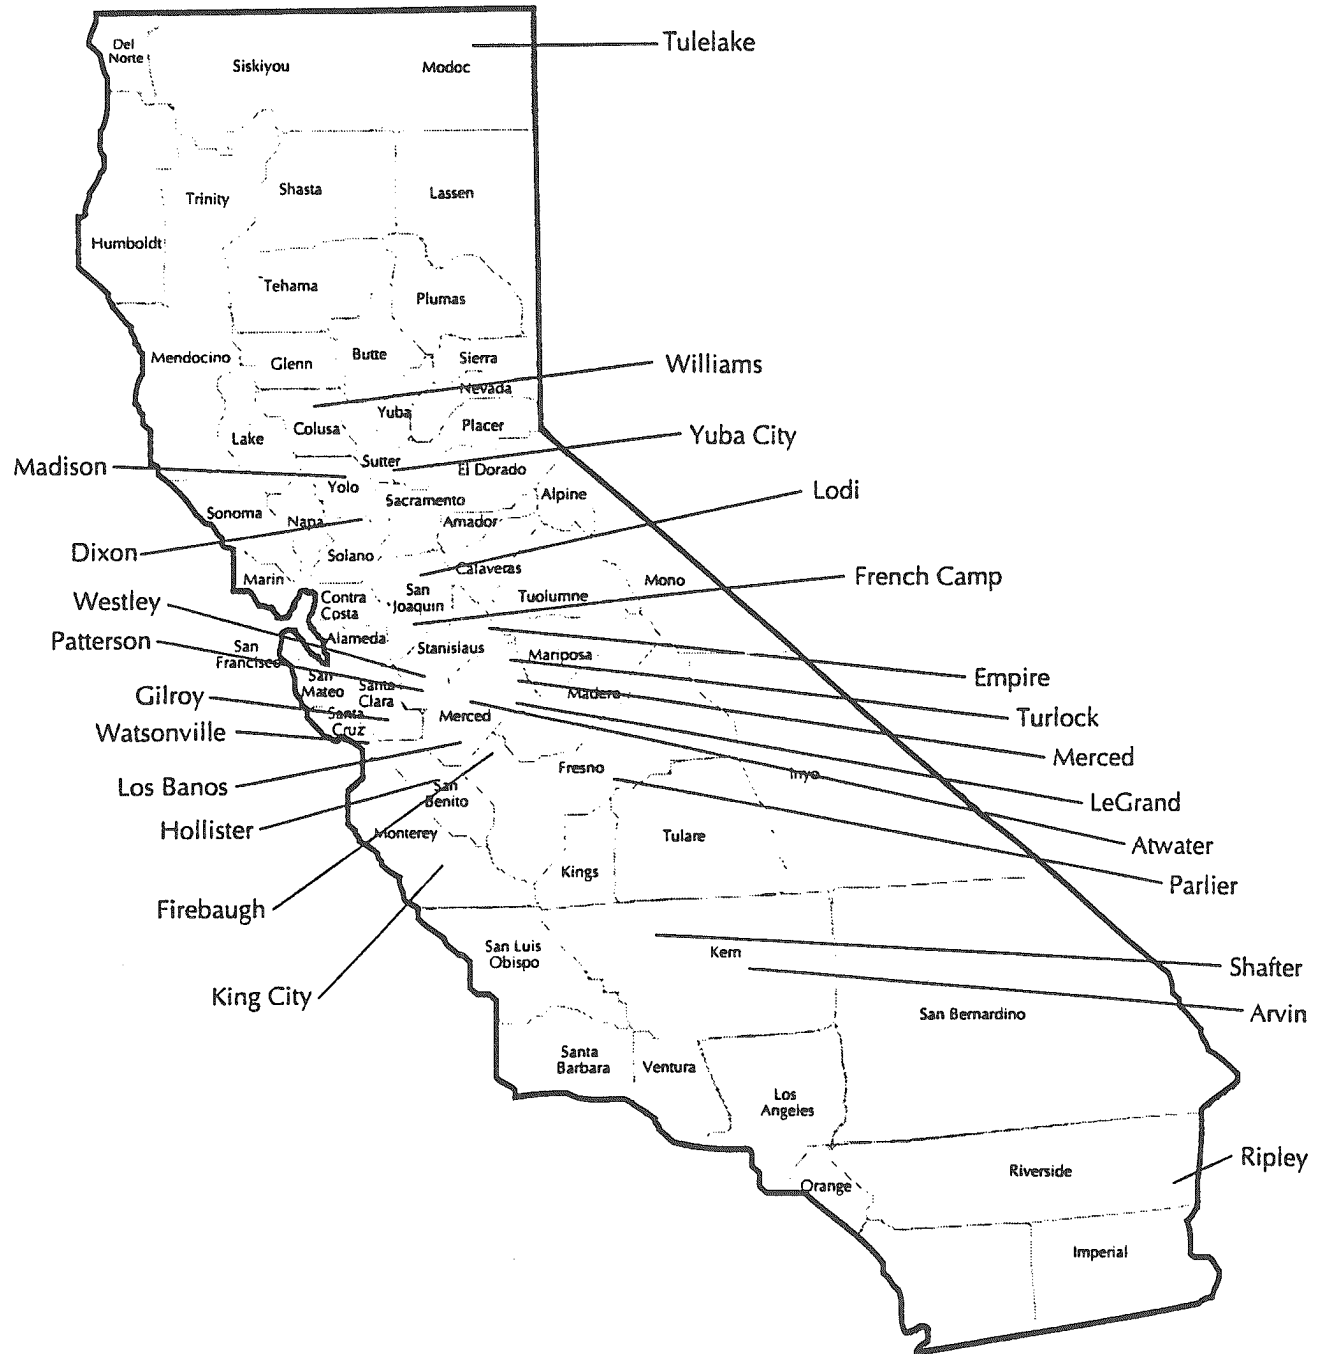 Del
Norte
Siskiyou
Modoc
Tulelake
Trinity
Shasta
Lassen
Humboldt
Tehama
Plumas
Mendocino
Glenn
Butte
Sierra
Williams
Nevada
Lake
Colusa
Yuba
Placer
Yuba City
Madison
Sutter
Yolo
El Dorado
Lodi
Sonoma
Napa
Sacramento
Alpine
Amador
Dixon
Solano
Calaveras
Marin
Mono
French Camp
Westley
Contra
Costa
San
Joaquin
Tuolumne
Patterson
San
Francisco
Alameda
Stanislaus
Mariposa
Empire
Gilroy
San
Mateo
Santa
Clara
Madera
Turlock
Watsonville
Santa
Cruz
Merced
Merced
Los Banos
San
Benito
Fresno
Inyo
LeGrand
Hollister
Monterey
Tulare
Atwater
Kings
Parlier
Firebaugh
San Luis
Obispo
Kern
Shafter
King City
San Bernardino
Arvin
Santa
Barbara
Ventura
Los
Angeles
Ripley
Orange
Riverside
Imperial